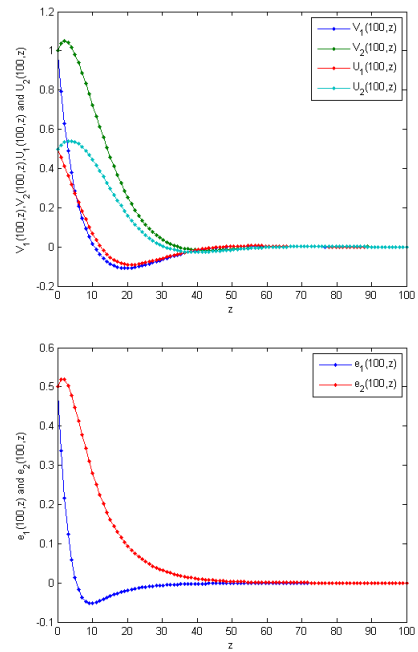 V₁(100,z),V₂(100,z),U₁(100,z) and U₂(100,z)
1.2
1
0.8
0.6
0.4
0.2
0
-0.2
V₁(100,z)
V₂(100,z)
U₁(100,z)
U₂(100,z)
0 10 20 30 40 50 60 70 80 90 100
z
e₁(100,z) and e₂(100,z)
0.6
0.5
0.4
0.3
0.2
0.1
0
-0.1
e₁(100,z)
e₂(100,z)
0 10 20 30 40 50 60 70 80 90 100
z